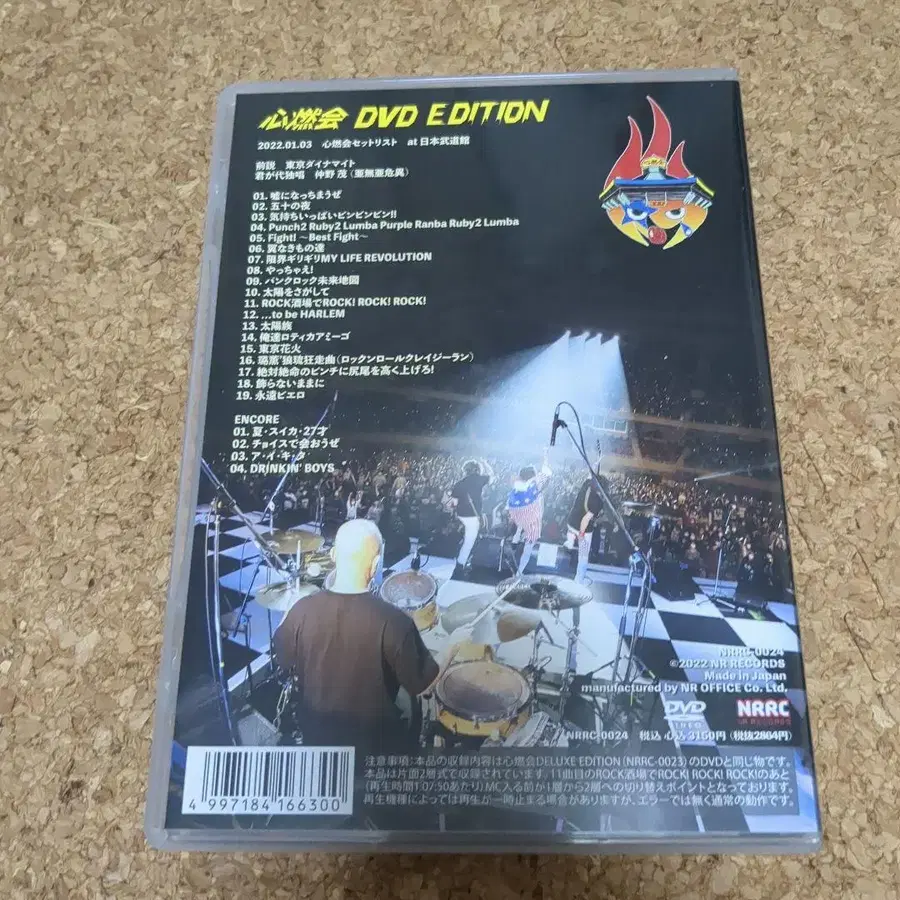 心燃会 DVD EDITION
2022.01.03 心燃会セットリスト at 日本武道館
前説 東京ダイナマイト
君が代独唱 仲野 茂(亜無亜危異)
01. 嘘になっちまうぜ
02. 五十の夜
03. 気持ちいっぱいビンビンビン!!
04. Punch2 Ruby2 Lumba Purple Ranba Ruby2 Lumba
05. Fight! ~Best Fight~
06. 翼なきもの達
07. 限界ギリギリMY LIFE REVOLUTION
08. やっちゃえ!
09. パンクロック未来地図
10. 太陽をさがして
11. ROCK酒場でROCK! ROCK! ROCK!
12. ...to be HARLEM
13. 太陽族
14. 俺達ロティカアミーゴ
15. 東京花火
16. 狼琉狂走曲(ロックンロールクレイジーラン)
17. 絶対絶命のピンチに尻尾を高く上げろ!
18. 飾らないままに
19. 永遠ピエロ
ENCORE
01. 夏・スイカ・27才
02. チョイスで会おうぜ
03. ア・イ・キ・タ
04. DRINKIN' BOYS
NRRC-0024
©2022 NR RECORDS
Made in Japan
manufactured by NR OFFICE Co. Ltd.
DVD VIDEO
NRRC
NR RECORDS
NRRC-0024 税込 心込 3150円 (税抜2864円)
注意事項:本品の収録内容は心燃会DELUXE EDITION (NRRC-0023) のDVDと同じ物です。
本品は片面2層式で収録されています。11曲目のROCK酒場でROCK! ROCK! ROCK!のあと
(再生時間1:07:50あたり)MC入る前が1層から2層への切り替えポイントとなっております。
再生機種によっては再生が一時止まる場合がありますが、エラーでは無く通常の動作です。
4 997184 166300